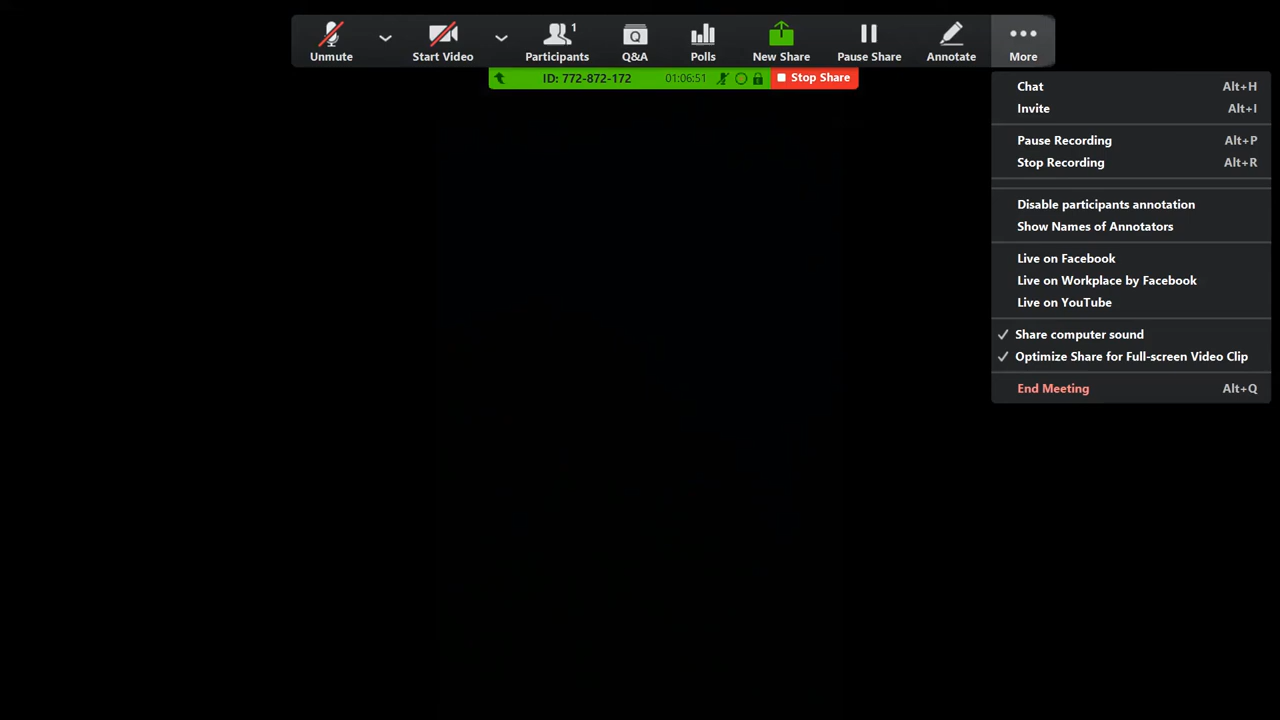 Unmute
Start Video
Participants 1
Q&A
Polls
New Share
Pause Share
Annotate
More
ID: 772-872-172 01:06:51 Stop Share
Chat Alt+H
Invite Alt+I
Pause Recording Alt+P
Stop Recording Alt+R
Disable participants annotation
Show Names of Annotators
Live on Facebook
Live on Workplace by Facebook
Live on YouTube
Share computer sound
Optimize Share for Full-screen Video Clip
End Meeting Alt+Q